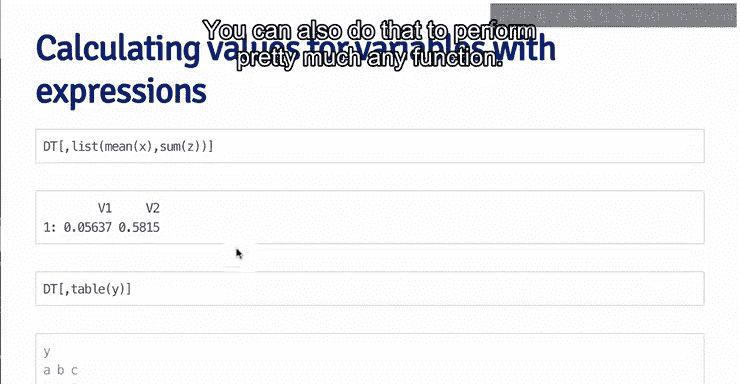 You can also do that to perform
pretty much any function.
Calculating values for variables with
expressions
DT[,list(mean(x),sum(z))]
V1 V2
1: 0.05637 0.5815
DT[,table(y)]
y
a b c